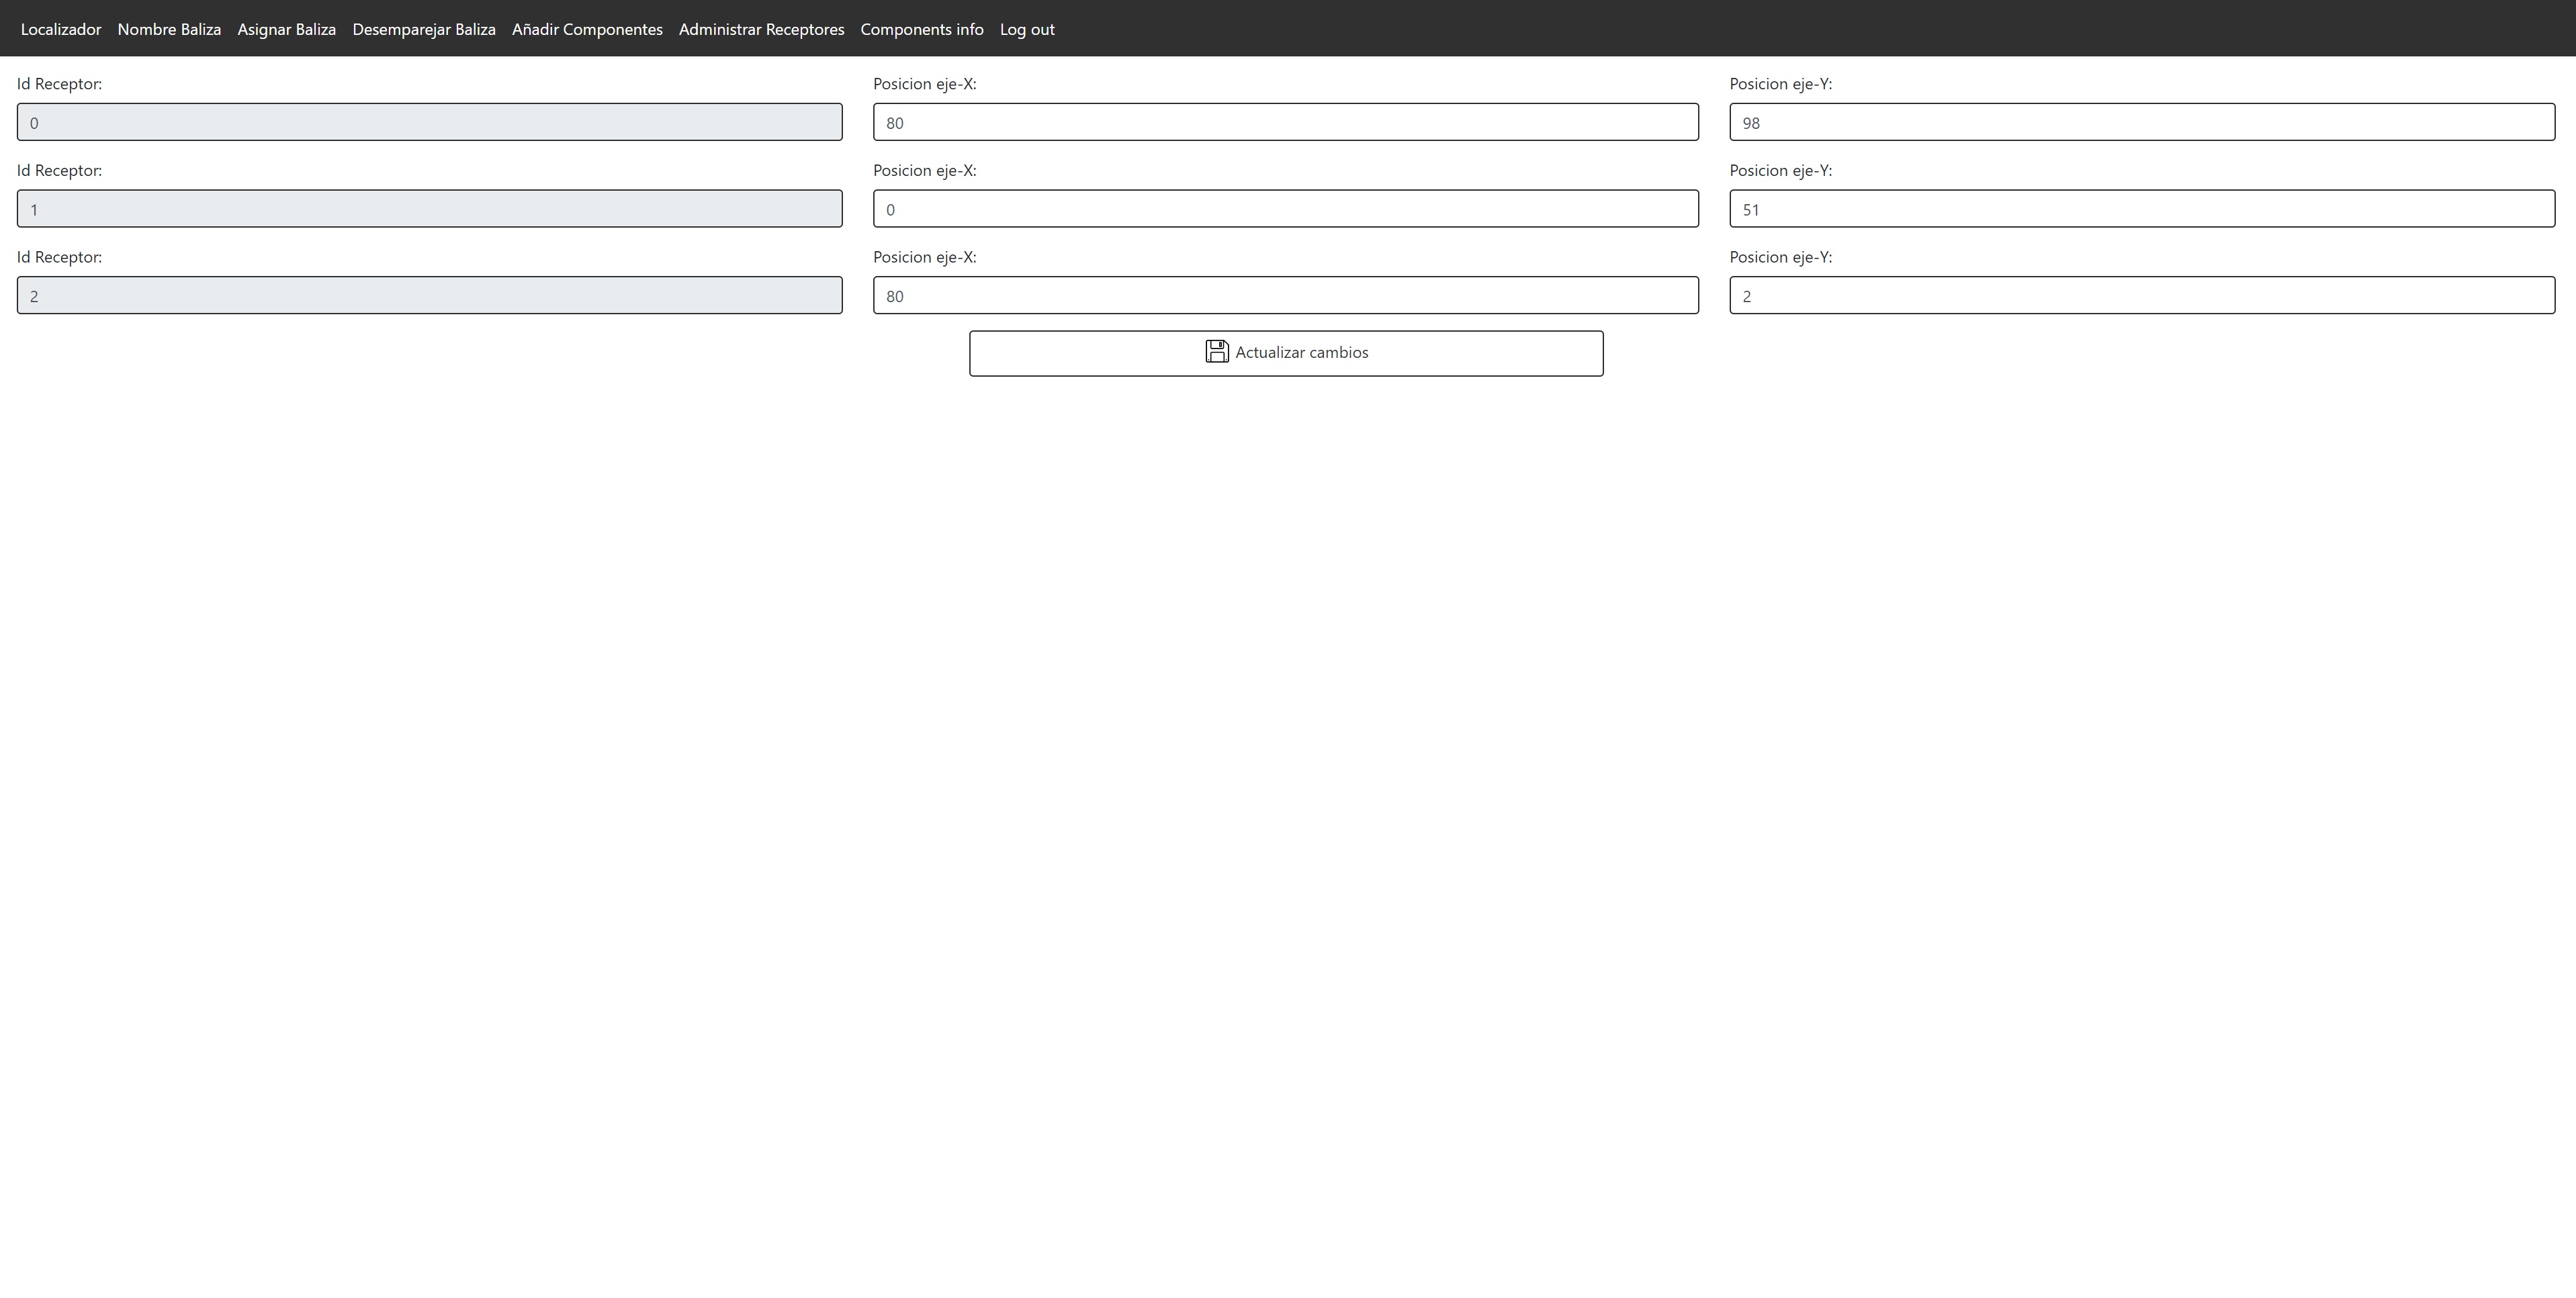 Localizador Nombre Baliza Asignar Baliza Desemparejar Baliza Añadir Componentes Administrar Receptores Components info Log out
Id Receptor: Posicion eje-X: Posicion eje-Y:
0 80 98
Id Receptor: Posicion eje-X: Posicion eje-Y:
1 0 51
Id Receptor: Posicion eje-X: Posicion eje-Y:
2 80 2
Actualizar cambios